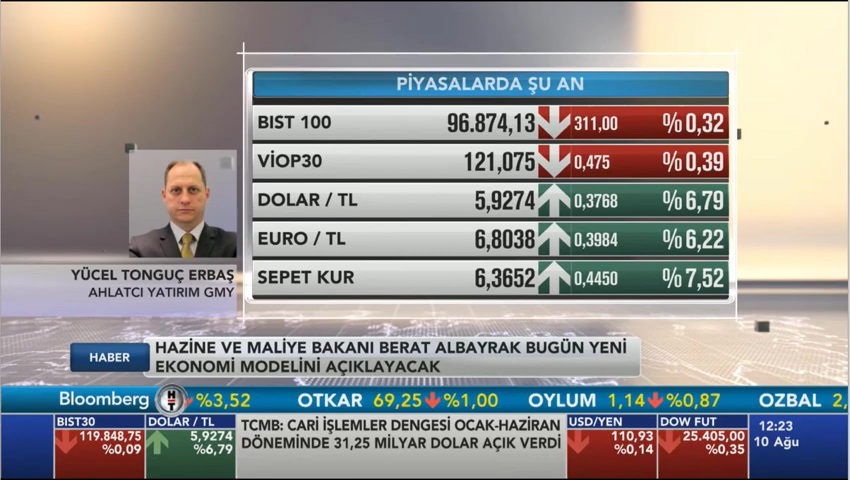 PİYASALARDA ŞU AN
BIST 100 96.874,13 311,00 %0,32
VİOP30 121,075 0,475 %0,39
DOLAR / TL 5,9274 0,3768 %6,79
EURO / TL 6,8038 0,3984 %6,22
SEPET KUR 6,3652 0,4450 %7,52
YÜCEL TONGUÇ ERBAŞ
AHLATCI YATIRIM GMY
HABER
HAZİNE VE MALİYE BAKANI BERAT ALBAYRAK BUGÜN YENİ
EKONOMİ MODELİNİ AÇIKLAYACAK
Bloomberg HT %3,52 OTKAR 69,25 %1,00 OYLUM 1,14 %0,87 OZBAL 2,
BIST30
119.848,75
%0,09
DOLAR / TL
5,9274
%6,79
TCMB: CARİ İŞLEMLER DENGESİ OCAK-HAZİRAN
DÖNEMİNDE 31,25 MİLYAR DOLAR AÇIK VERDİ
USD/YEN
110,93
%0,14
DOW FUT
25.405,00
%0,35
12:23
10 Ağu